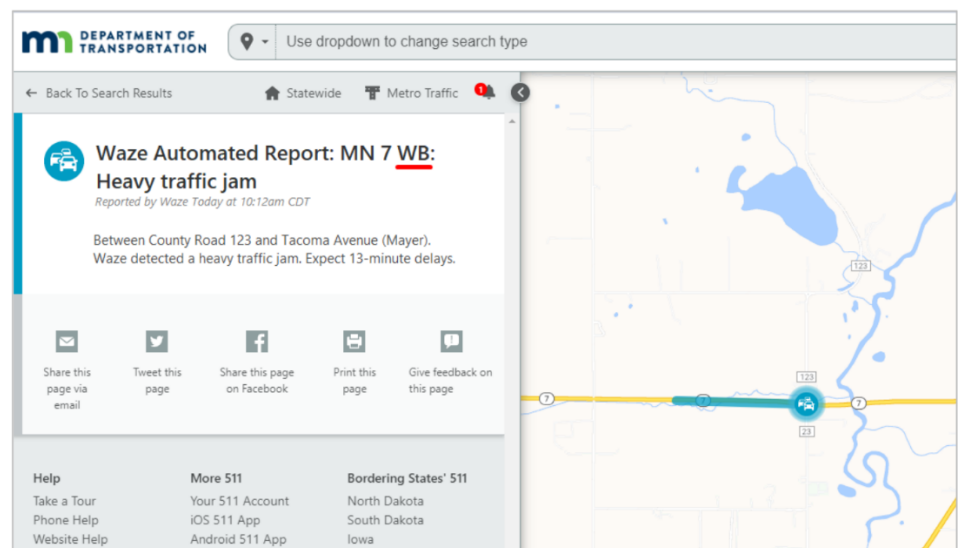 DEPARTMENT OF
TRANSPORTATION
Use dropdown to change search type
← Back To Search Results
Statewide
Metro Traffic
1
Waze Automated Report: MN 7 WB:
Heavy traffic jam
Reported by Waze Today at 10:12am CDT
Between County Road 123 and Tacoma Avenue (Mayer).
Waze detected a heavy traffic jam. Expect 13-minute delays.
Share this
page via
email
Tweet this
page
Share this page
on Facebook
Print this
page
Give feedback on
this page
Help
Take a Tour
Phone Help
Website Help
More 511
Your 511 Account
iOS 511 App
Android 511 App
Bordering States' 511
North Dakota
South Dakota
Iowa
123
123
7
7
7
23